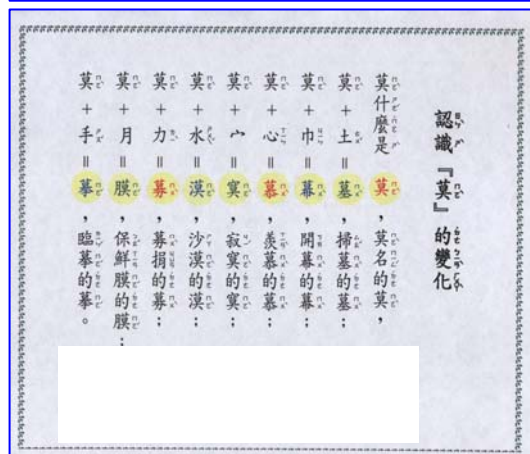 認識『莫』的變化
莫什麼是莫，莫名的莫，
莫＋土＝墓，掃墓的墓；
莫＋巾＝幕，開幕的幕；
莫＋心＝慕，羨慕的慕；
莫＋宀＝寞，寂寞的寞；
莫＋水＝漠，沙漠的漠；
莫＋力＝募，募捐的募；
莫＋月＝膜，保鮮膜的膜；
莫＋手＝摹，臨摹的摹。